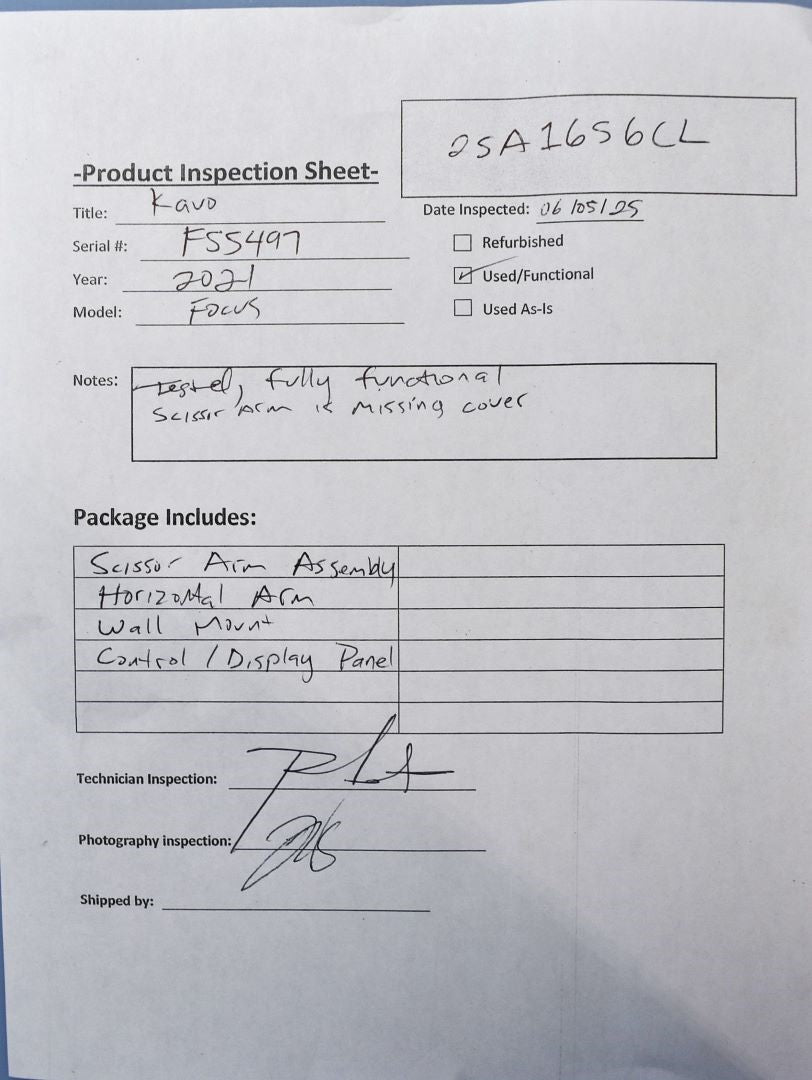 25A1656CL
-Product Inspection Sheet-
Title: Kavo
Date Inspected: 06/05/25
Serial #: FS5497
Refurbished
Year: 2021
Used/Functional
Model: Focus
Used As-Is
Notes: Tested, fully functional
Scissor Arm is missing cover
Package Includes:
Scissor Arm Assembly
Horizontal Arm
Wall Mount
Control / Display Panel
Technician Inspection:
Photography inspection:
Shipped by: